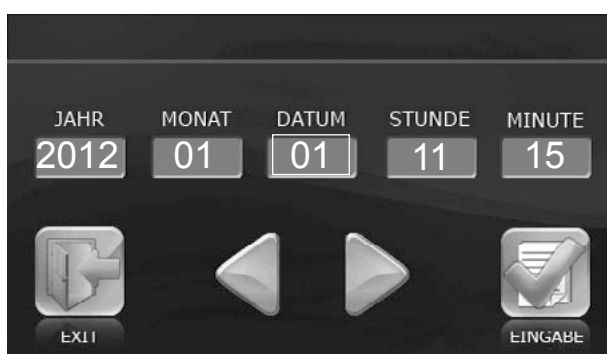 JAHR MONAT DATUM STUNDE MINUTE
2012 01 01 11 15
EXIT EINGABE